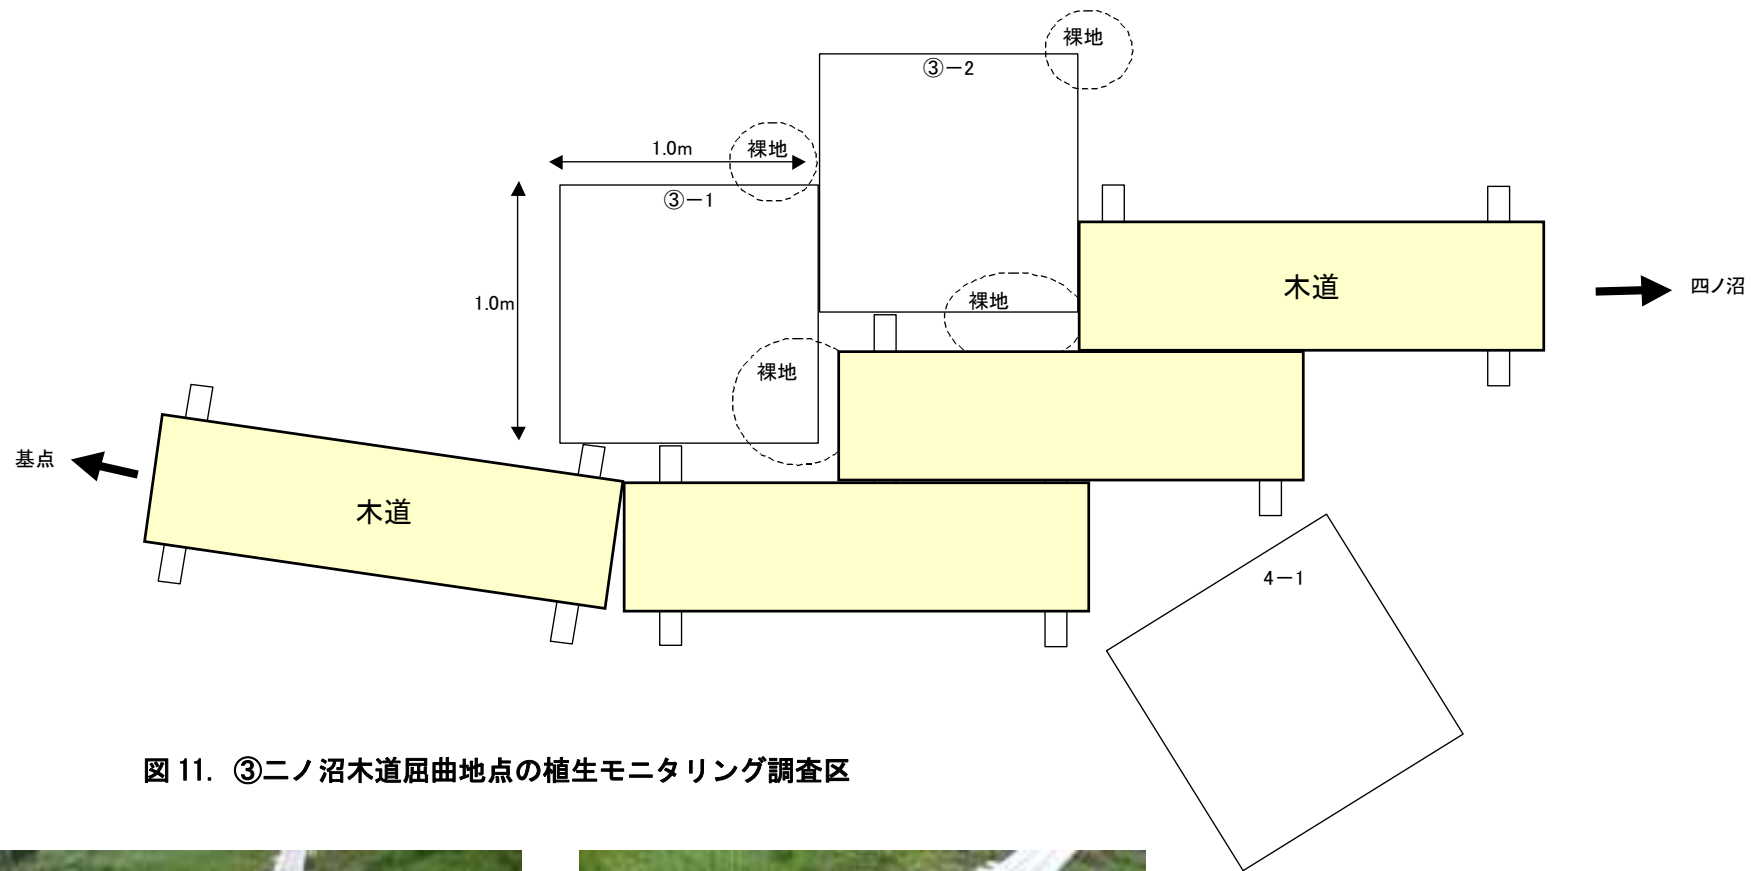 裸地
③－2
1.0m
裸地
③－1
木道
四ノ沼
裸地
1.0m
裸地
基点
木道
4－1
図 11. ③二ノ沼木道屈曲地点の植生モニタリング調査区